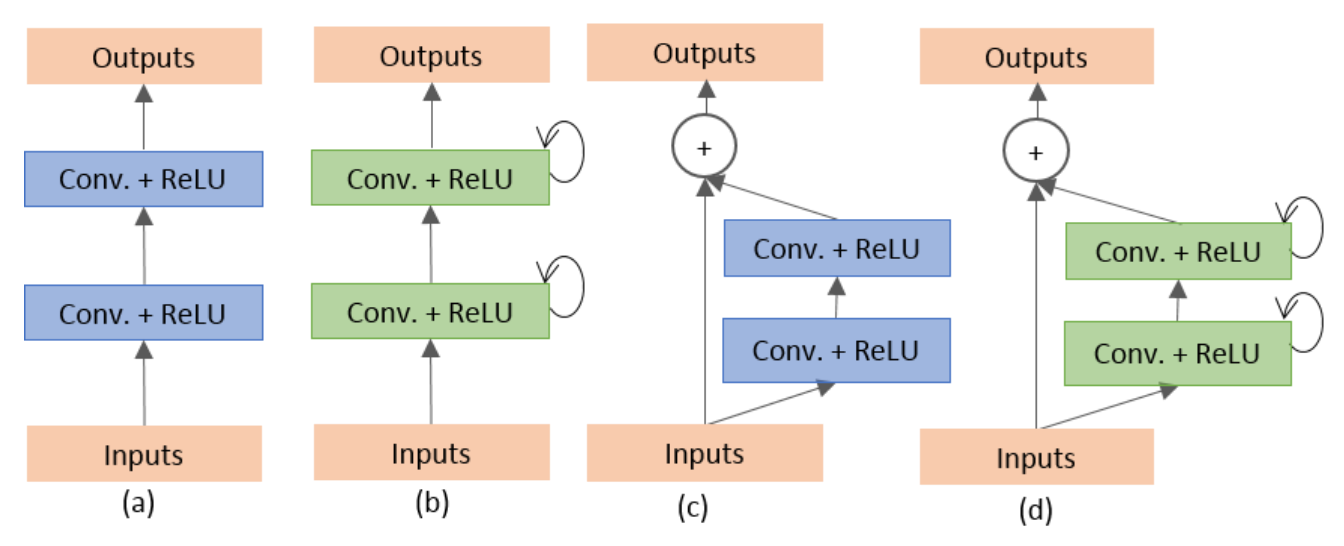 Outputs
Conv. + ReLU
Conv. + ReLU
Inputs
(a)
Outputs
Conv. + ReLU
Conv. + ReLU
Inputs
(b)
Outputs
+
Conv. + ReLU
Conv. + ReLU
Inputs
(c)
Outputs
+
Conv. + ReLU
Conv. + ReLU
Inputs
(d)